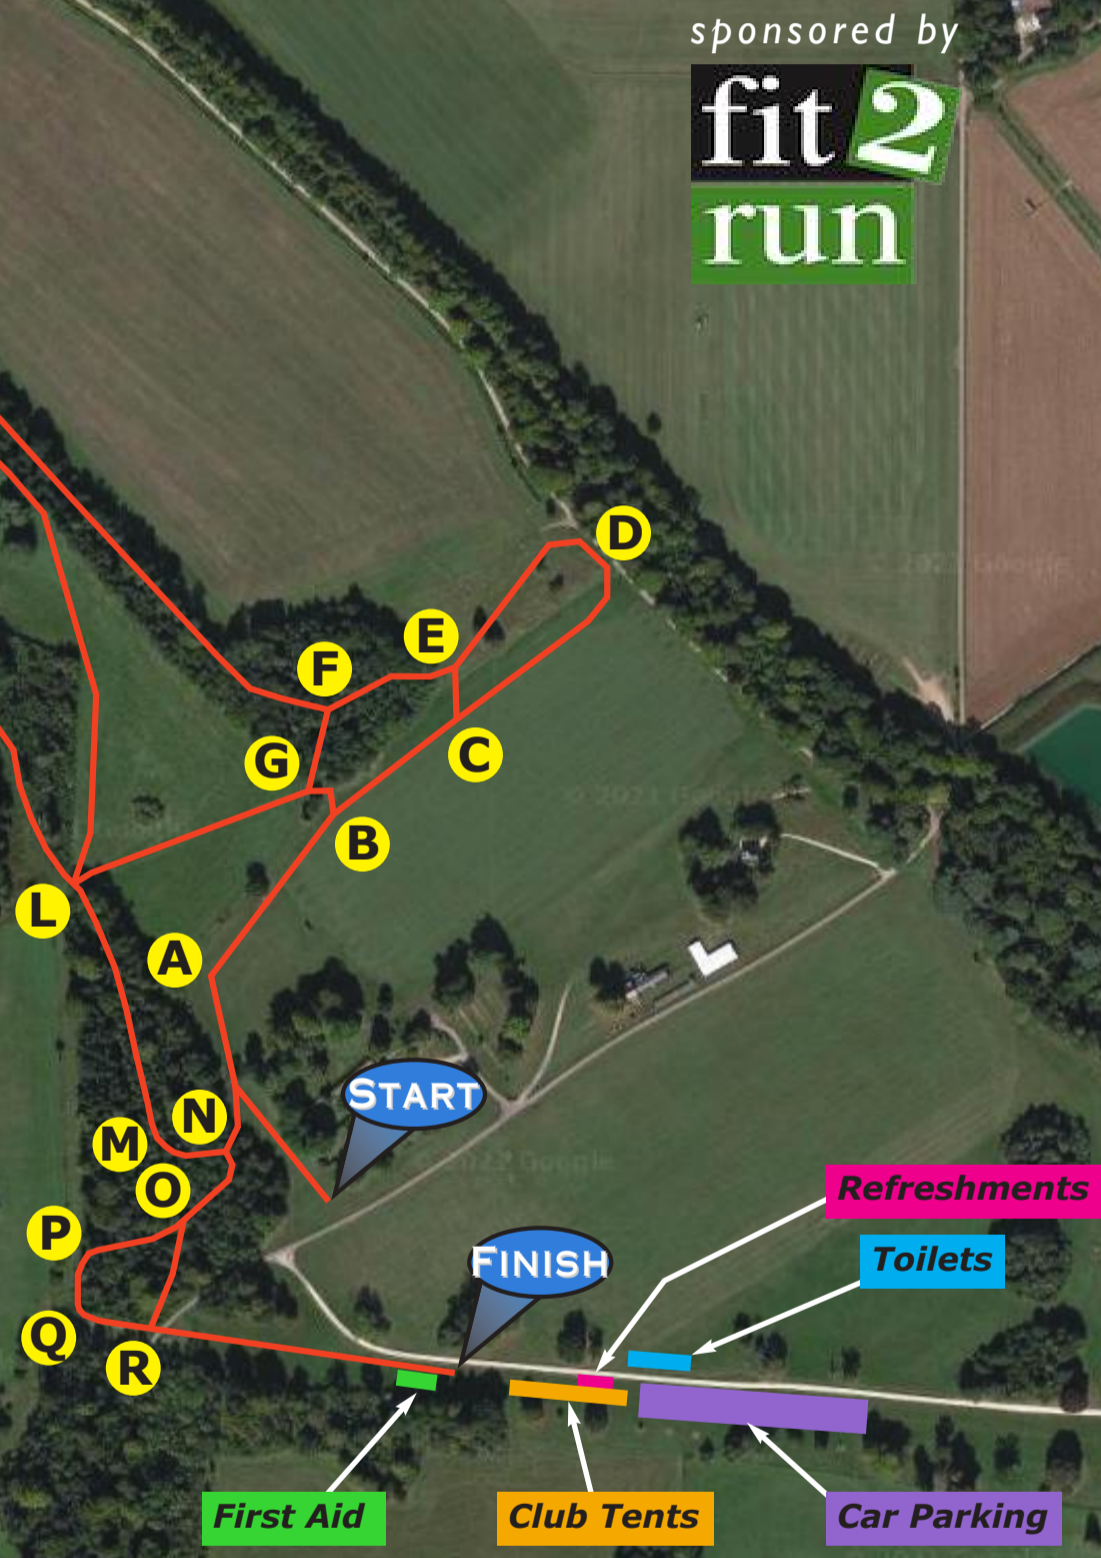 sponsored by
fit 2
run
D
E
F
C
G
B
L
A
START
N
M
O
Refreshments
P
FINISH
Toilets
Q
R
First Aid
Club Tents
Car Parking